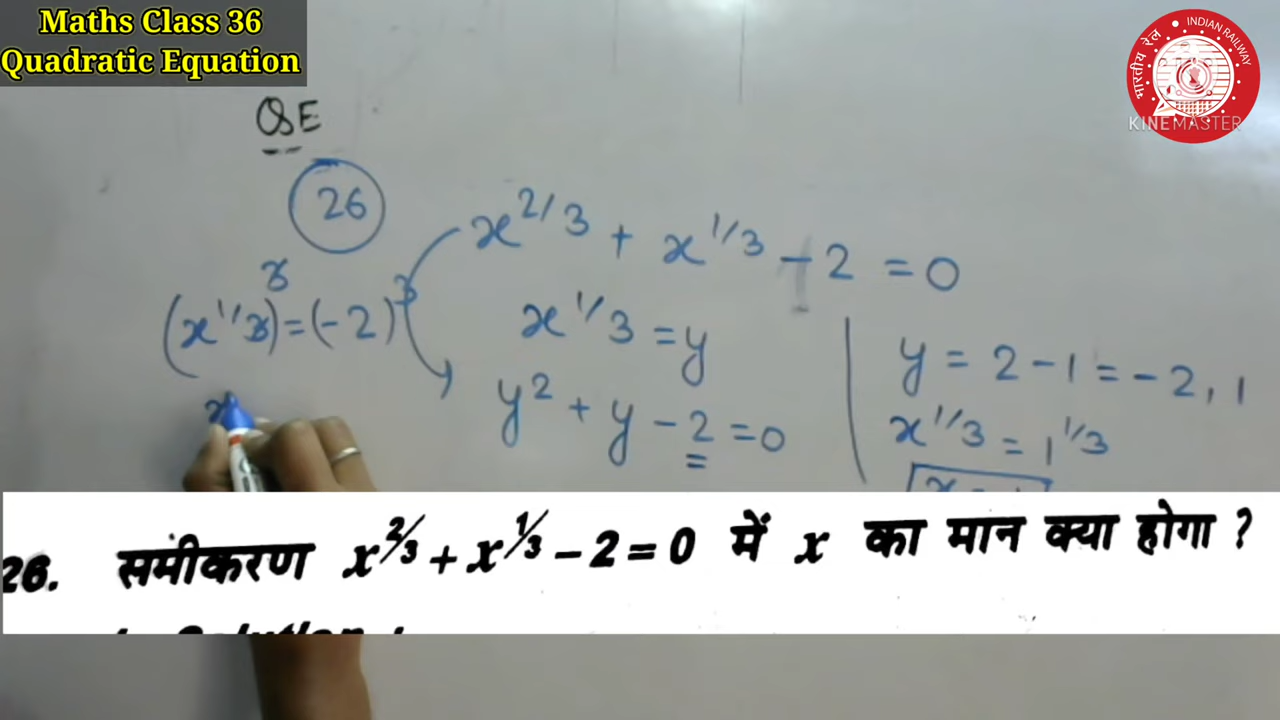 Maths Class 36
Quadratic Equation
भारतीय रेल
INDIAN RAILWAY
KINEMASTER
QE
26
x^{2/3} + x^{1/3} - 2 = 0
(x^{1/3})^3 = (-2)^3
x
x^{1/3} = y
y^2 + y - 2 = 0
y = 2 - 1 = -2, 1
x^{1/3} = 1^{1/3}
26. समीकरण x^{2/3} + x^{1/3} - 2 = 0 में x का मान क्या होगा ?